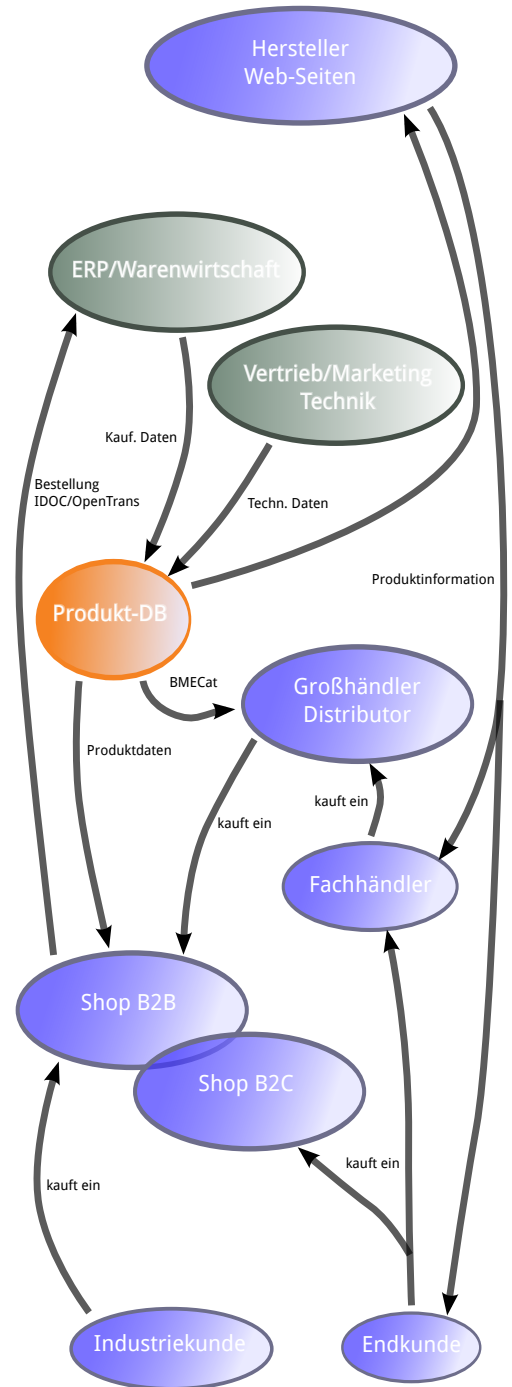 Hersteller
Web-Seiten
ERP/Warenwirtschaft
Vertrieb/Marketing
Technik
Kauf. Daten
Bestellung
IDOC/OpenTrans
Techn. Daten
Produktinformation
Produkt-DB
BMECat
Großhändler
Distributor
Produktdaten
kauft ein
kauft ein
Fachhändler
Shop B2B
Shop B2C
kauft ein
kauft ein
Industriekunde
Endkunde